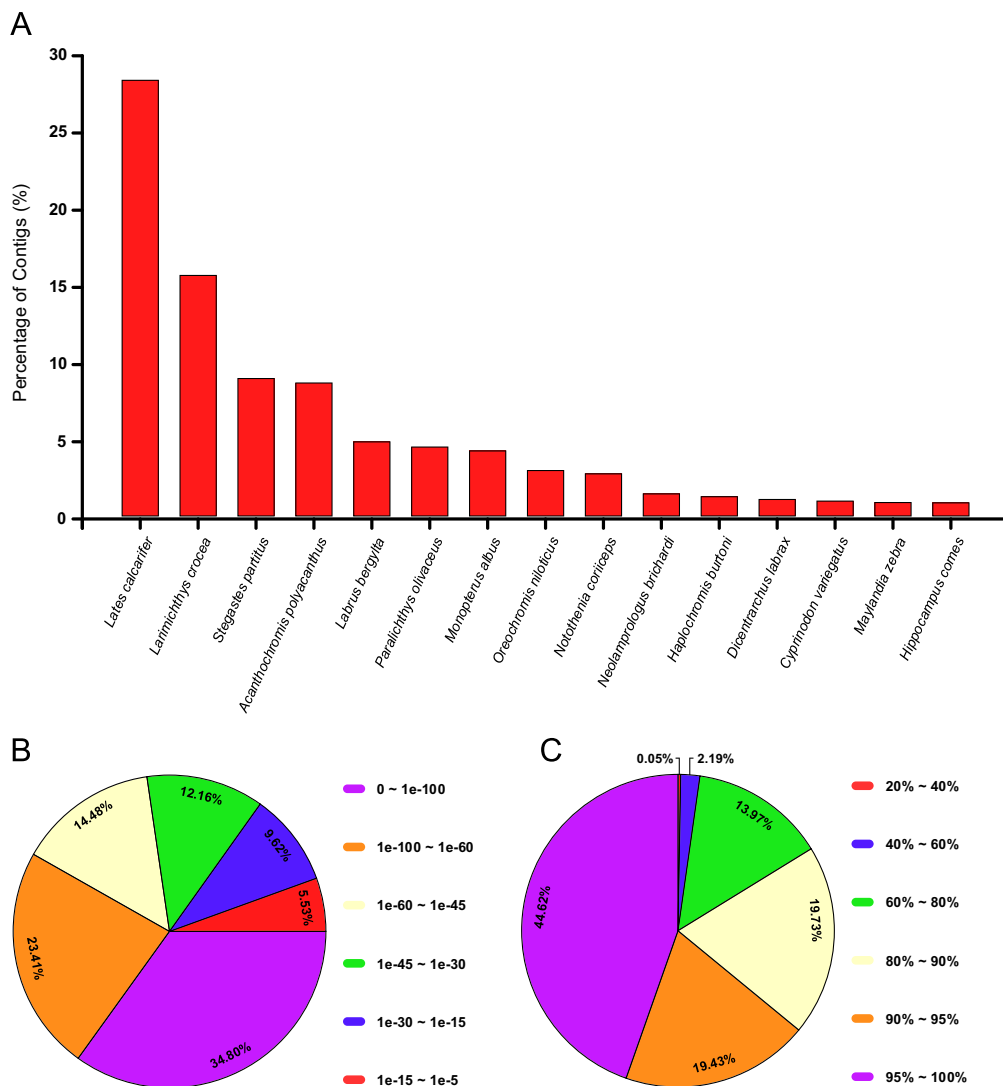 A
Percentage of Contigs (%)
30
25
20
15
10
5
0
Lates calcarifer
Larimichthys crocea
Stegastes partitus
Acanthochromis polyacanthus
Labrus bergylta
Paralichthys olivaceus
Monopterus albus
Oreochromis niloticus
Notothenia coriiceps
Neolamprologus brichardi
Haplochromis burtoni
Dicentrarchus labrax
Cyprinodon variegatus
Maylandia zebra
Hippocampus comes
B
14.48%
12.16%
9.62%
5.53%
23.41%
34.80%
0 ~ 1e-100
1e-100 ~ 1e-60
1e-60 ~ 1e-45
1e-45 ~ 1e-30
1e-30 ~ 1e-15
1e-15 ~ 1e-5
C
0.05%
2.19%
13.97%
19.73%
19.43%
44.62%
20% ~ 40%
40% ~ 60%
60% ~ 80%
80% ~ 90%
90% ~ 95%
95% ~ 100%